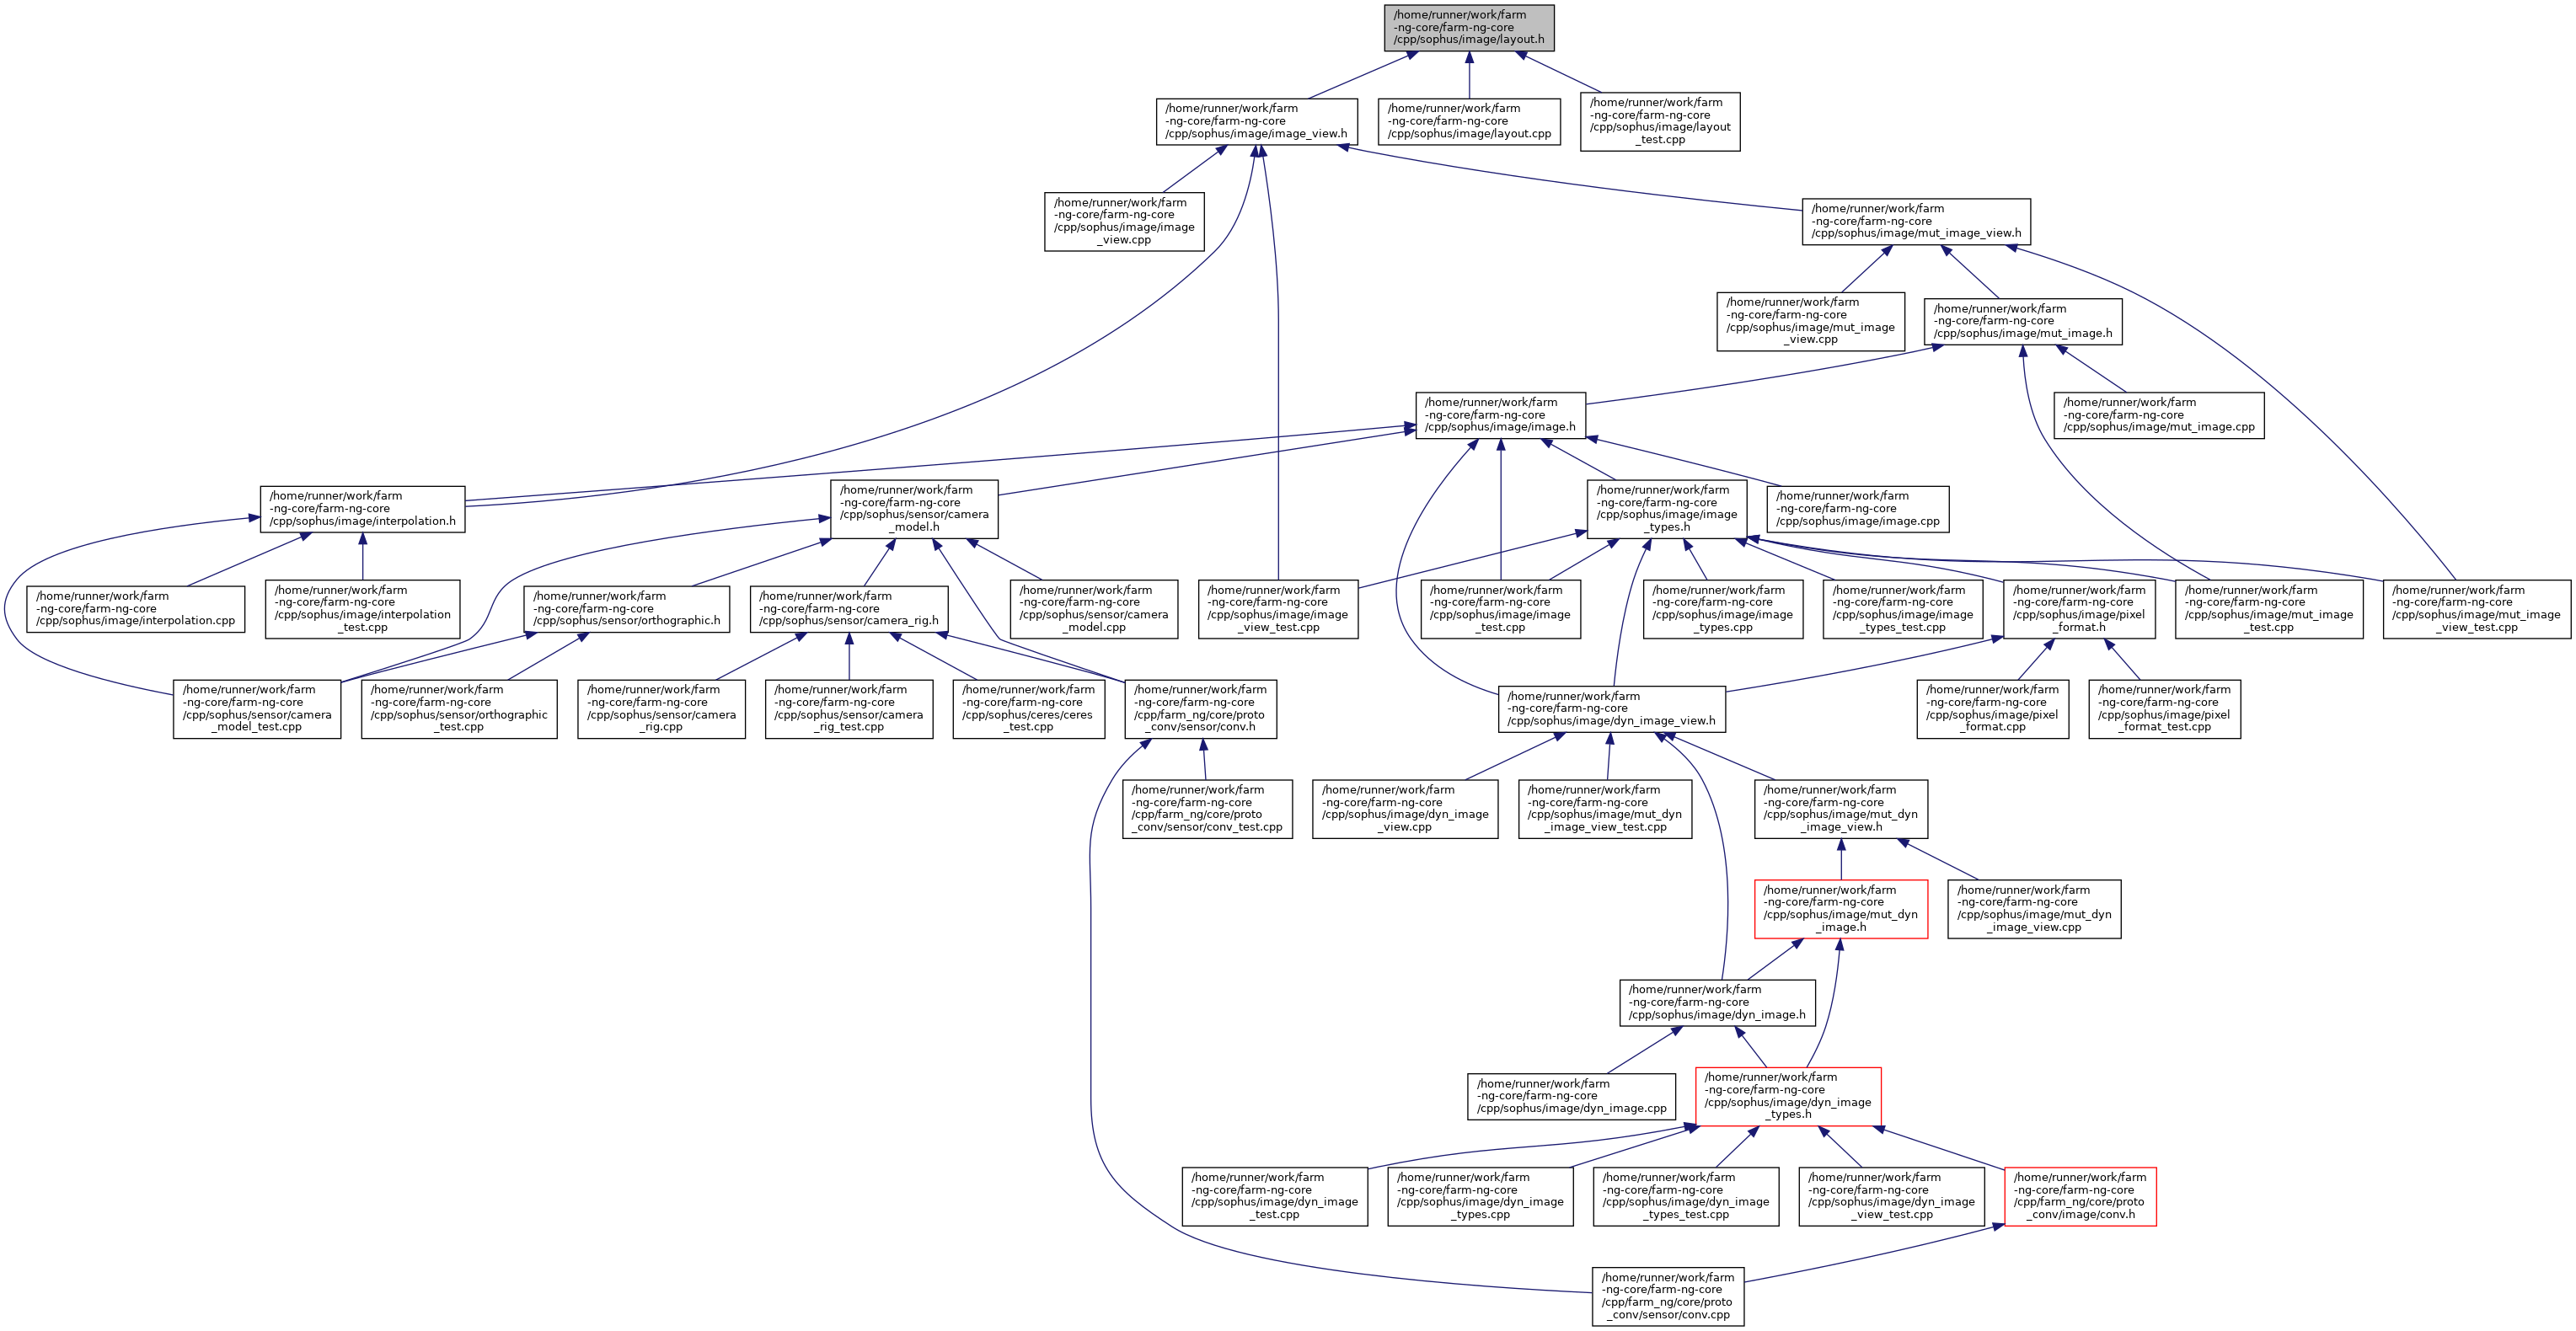 /home/runner/work/farm
-ng-core/farm-ng-core
/cpp/sophus/image/layout.h
/home/runner/work/farm
-ng-core/farm-ng-core
/cpp/sophus/image/image_view.h
/home/runner/work/farm
-ng-core/farm-ng-core
/cpp/sophus/image/layout.cpp
/home/runner/work/farm
-ng-core/farm-ng-core
/cpp/sophus/image/layout
_test.cpp
/home/runner/work/farm
-ng-core/farm-ng-core
/cpp/sophus/image/image
_view.cpp
/home/runner/work/farm
-ng-core/farm-ng-core
/cpp/sophus/image/mut_image_view.h
/home/runner/work/farm
-ng-core/farm-ng-core
/cpp/sophus/image/mut_image
_view.cpp
/home/runner/work/farm
-ng-core/farm-ng-core
/cpp/sophus/image/mut_image.h
/home/runner/work/farm
-ng-core/farm-ng-core
/cpp/sophus/image/image.h
/home/runner/work/farm
-ng-core/farm-ng-core
/cpp/sophus/image/mut_image.cpp
/home/runner/work/farm
-ng-core/farm-ng-core
/cpp/sophus/image/interpolation.h
/home/runner/work/farm
-ng-core/farm-ng-core
/cpp/sophus/sensor/camera
_model.h
/home/runner/work/farm
-ng-core/farm-ng-core
/cpp/sophus/image/image
_types.h
/home/runner/work/farm
-ng-core/farm-ng-core
/cpp/sophus/image/image.cpp
/home/runner/work/farm
-ng-core/farm-ng-core
/cpp/sophus/image/interpolation.cpp
/home/runner/work/farm
-ng-core/farm-ng-core
/cpp/sophus/image/interpolation
_test.cpp
/home/runner/work/farm
-ng-core/farm-ng-core
/cpp/sophus/sensor/orthographic.h
/home/runner/work/farm
-ng-core/farm-ng-core
/cpp/sophus/sensor/camera_rig.h
/home/runner/work/farm
-ng-core/farm-ng-core
/cpp/sophus/sensor/camera
_model.cpp
/home/runner/work/farm
-ng-core/farm-ng-core
/cpp/sophus/image/image
_view_test.cpp
/home/runner/work/farm
-ng-core/farm-ng-core
/cpp/sophus/image/image
_test.cpp
/home/runner/work/farm
-ng-core/farm-ng-core
/cpp/sophus/image/image
_types.cpp
/home/runner/work/farm
-ng-core/farm-ng-core
/cpp/sophus/image/image
_types_test.cpp
/home/runner/work/farm
-ng-core/farm-ng-core
/cpp/sophus/image/pixel
_format.h
/home/runner/work/farm
-ng-core/farm-ng-core
/cpp/sophus/image/mut_image
_test.cpp
/home/runner/work/farm
-ng-core/farm-ng-core
/cpp/sophus/image/mut_image
_view_test.cpp
/home/runner/work/farm
-ng-core/farm-ng-core
/cpp/sophus/sensor/camera
_model_test.cpp
/home/runner/work/farm
-ng-core/farm-ng-core
/cpp/sophus/sensor/orthographic
_test.cpp
/home/runner/work/farm
-ng-core/farm-ng-core
/cpp/sophus/sensor/camera
_rig.cpp
/home/runner/work/farm
-ng-core/farm-ng-core
/cpp/sophus/sensor/camera
_rig_test.cpp
/home/runner/work/farm
-ng-core/farm-ng-core
/cpp/sophus/ceres/ceres
_test.cpp
/home/runner/work/farm
-ng-core/farm-ng-core
/cpp/farm_ng/core/proto
_conv/sensor/conv.h
/home/runner/work/farm
-ng-core/farm-ng-core
/cpp/sophus/image/dyn_image_view.h
/home/runner/work/farm
-ng-core/farm-ng-core
/cpp/sophus/image/pixel
_format.cpp
/home/runner/work/farm
-ng-core/farm-ng-core
/cpp/sophus/image/pixel
_format_test.cpp
/home/runner/work/farm
-ng-core/farm-ng-core
/cpp/farm_ng/core/proto
_conv/sensor/conv_test.cpp
/home/runner/work/farm
-ng-core/farm-ng-core
/cpp/sophus/image/dyn_image
_view.cpp
/home/runner/work/farm
-ng-core/farm-ng-core
/cpp/sophus/image/mut_dyn
_image_view_test.cpp
/home/runner/work/farm
-ng-core/farm-ng-core
/cpp/sophus/image/mut_dyn
_image_view.h
/home/runner/work/farm
-ng-core/farm-ng-core
/cpp/sophus/image/mut_dyn
_image.h
/home/runner/work/farm
-ng-core/farm-ng-core
/cpp/sophus/image/mut_dyn
_image_view.cpp
/home/runner/work/farm
-ng-core/farm-ng-core
/cpp/sophus/image/dyn_image.h
/home/runner/work/farm
-ng-core/farm-ng-core
/cpp/sophus/image/dyn_image.cpp
/home/runner/work/farm
-ng-core/farm-ng-core
/cpp/sophus/image/dyn_image
_types.h
/home/runner/work/farm
-ng-core/farm-ng-core
/cpp/sophus/image/dyn_image
_test.cpp
/home/runner/work/farm
-ng-core/farm-ng-core
/cpp/sophus/image/dyn_image
_types.cpp
/home/runner/work/farm
-ng-core/farm-ng-core
/cpp/sophus/image/dyn_image
_types_test.cpp
/home/runner/work/farm
-ng-core/farm-ng-core
/cpp/sophus/image/dyn_image
_view_test.cpp
/home/runner/work/farm
-ng-core/farm-ng-core
/cpp/farm_ng/core/proto
_conv/image/conv.h
/home/runner/work/farm
-ng-core/farm-ng-core
/cpp/farm_ng/core/proto
_conv/sensor/conv.cpp